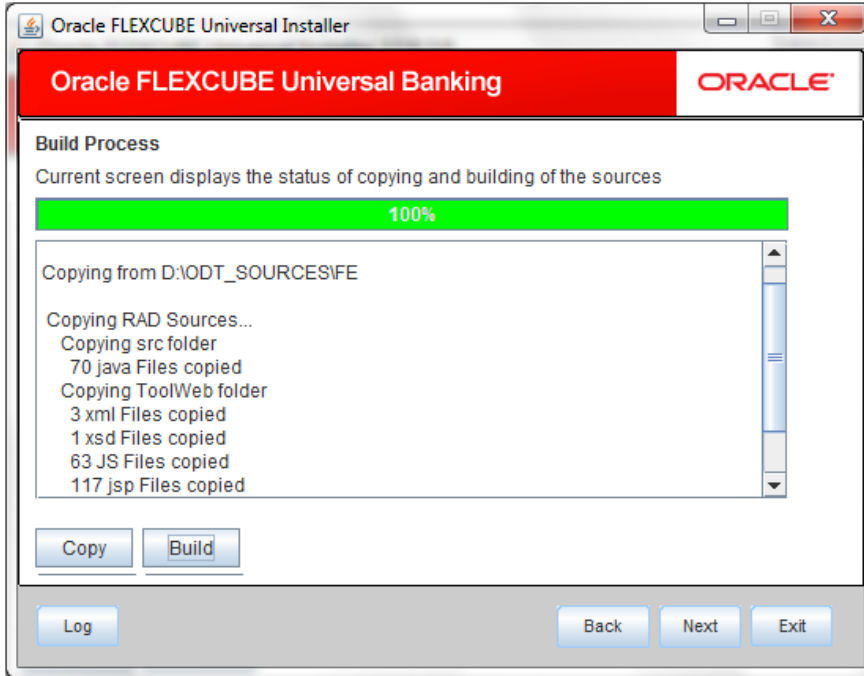 Oracle FLEXCUBE Universal Installer
Oracle FLEXCUBE Universal Banking
ORACLE
Build Process
Current screen displays the status of copying and building of the sources
100%
Copying from D:\ODT_SOURCES\FE
Copying RAD Sources...
Copying src folder
70 java Files copied
Copying ToolWeb folder
3 xml Files copied
1 xsd Files copied
63 JS Files copied
117 jsp Files copied
Copy Build
Log Back Next Exit